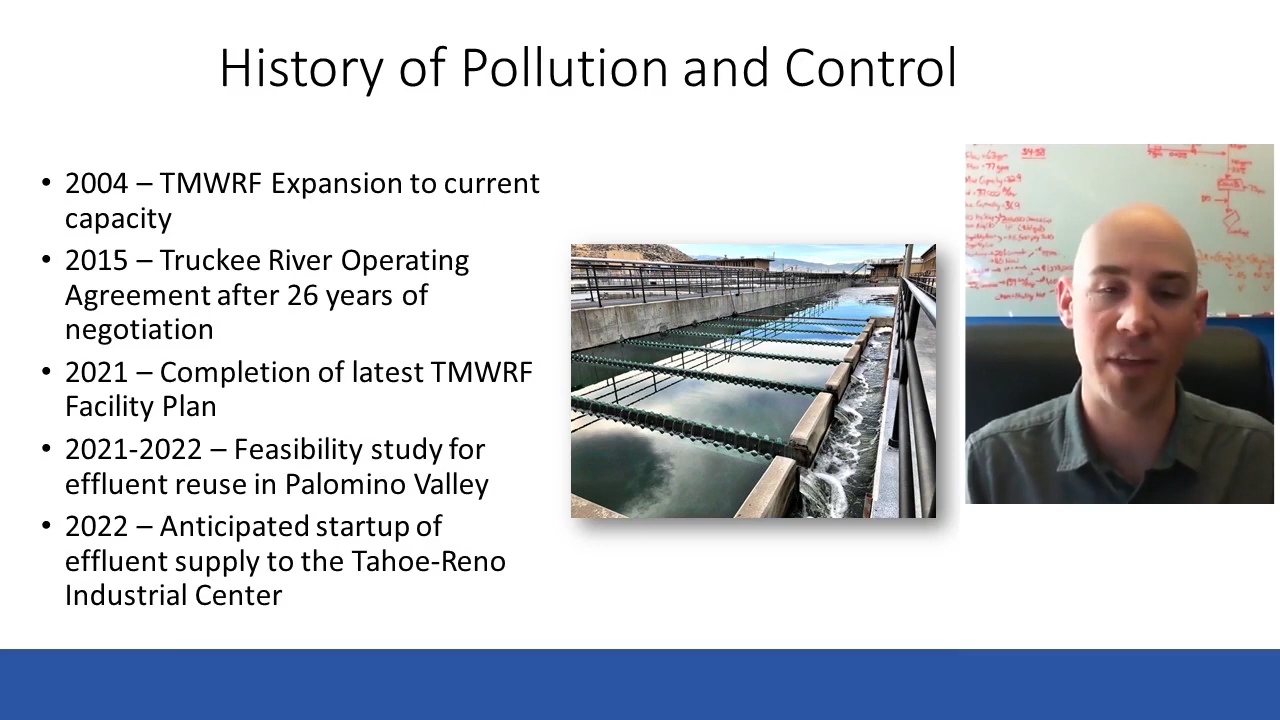 History of Pollution and Control
• 2004 – TMWRF Expansion to current
capacity
• 2015 – Truckee River Operating
Agreement after 26 years of
negotiation
• 2021 – Completion of latest TMWRF
Facility Plan
• 2021-2022 – Feasibility study for
effluent reuse in Palomino Valley
• 2022 – Anticipated startup of
effluent supply to the Tahoe-Reno
Industrial Center